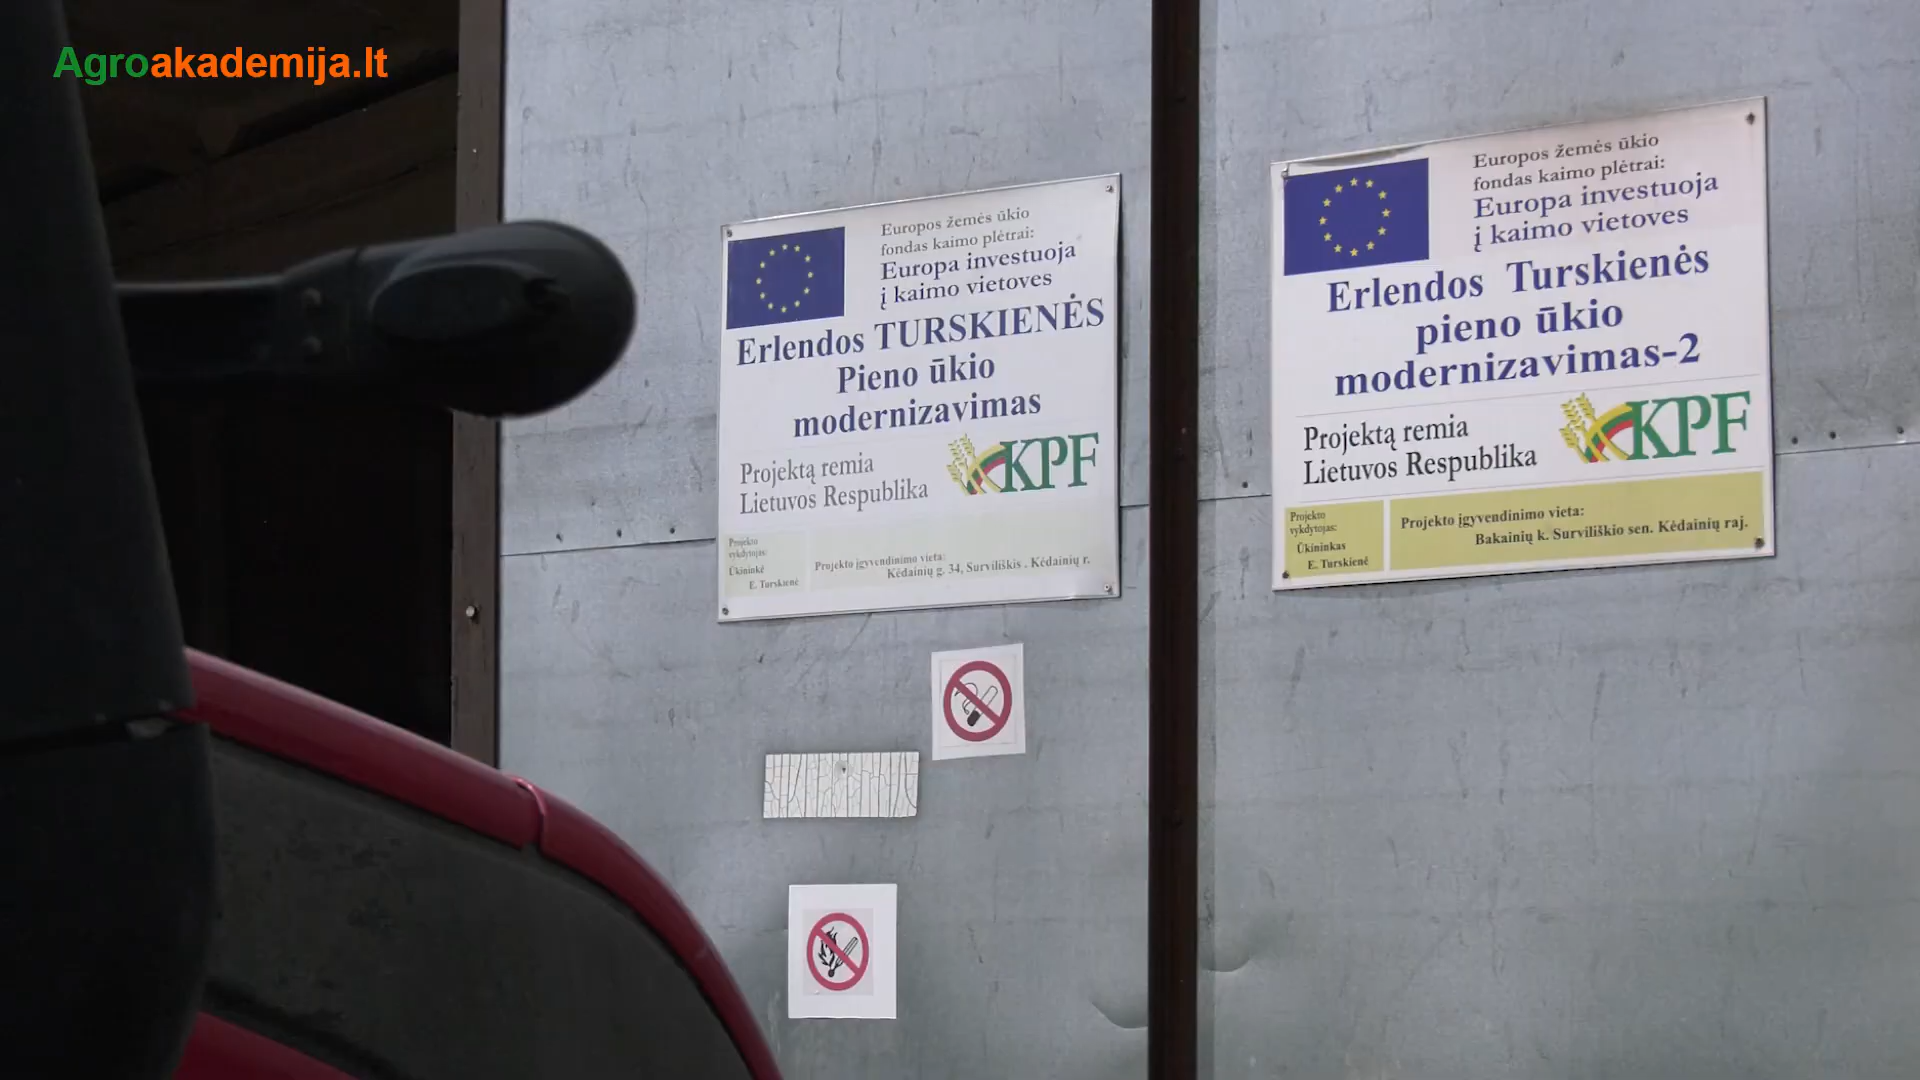 Agroakademija.lt
Europos žemės ūkio
fondas kaimo plėtrai:
Europa investuoja
į kaimo vietoves
Erlendos TURSKIENĖS
Pieno ūkio
modernizavimas
Projektą remia
Lietuvos Respublika
KPF
Projekto
vykdytojas:
Ūkininkė
E. Turskienė
Projekto įgyvendinimo vieta:
Kėdainių g. 34, Surviliškis . Kėdainių r.
Europos žemės ūkio
fondas kaimo plėtrai:
Europa investuoja
į kaimo vietoves
Erlendos Turskienės
pieno ūkio
modernizavimas-2
Projektą remia
Lietuvos Respublika
KPF
Projekto
vykdytojas:
Ūkininkas
E. Turskienė
Projekto įgyvendinimo vieta:
Bakainių k. Surviliškio sen. Kėdainių raj.